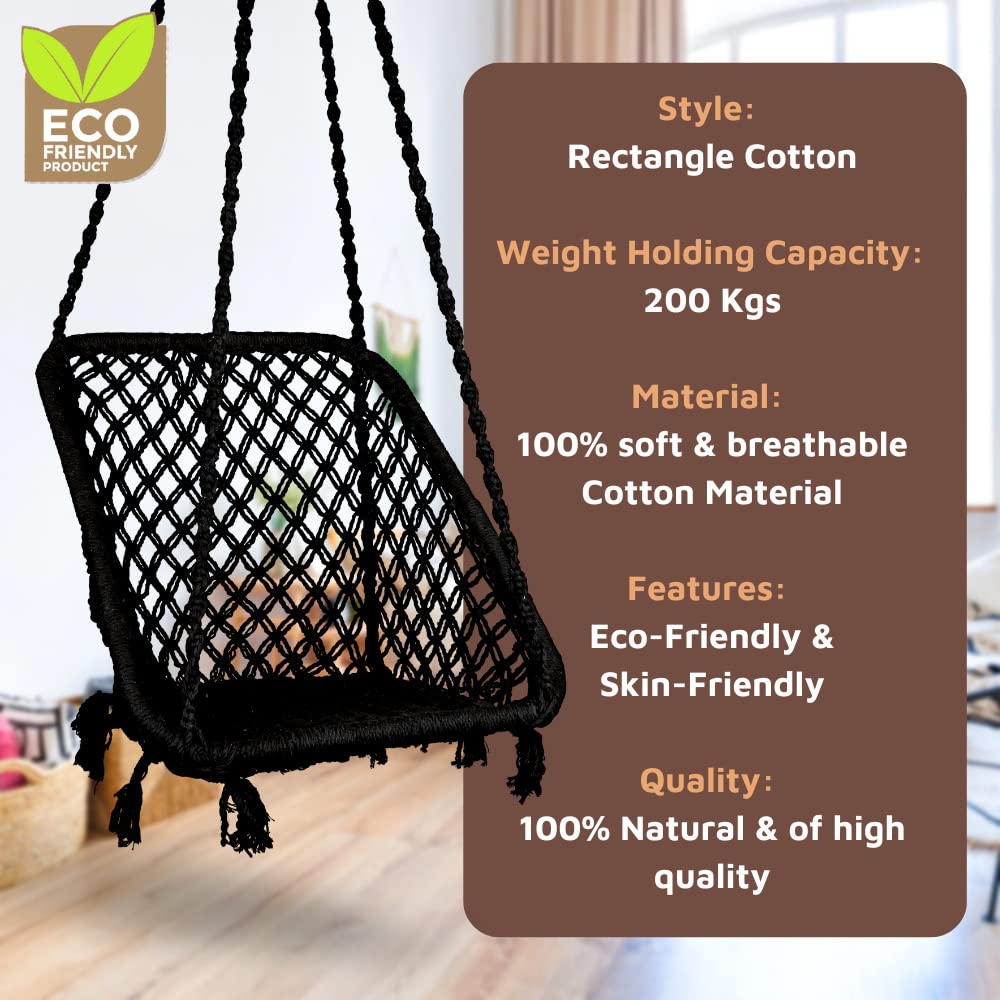 ECO
FRIENDLY
PRODUCT
Style:
Rectangle Cotton
Weight Holding Capacity:
200 Kgs
Material:
100% soft & breathable
Cotton Material
Features:
Eco-Friendly &
Skin-Friendly
Quality:
100% Natural & of high
quality